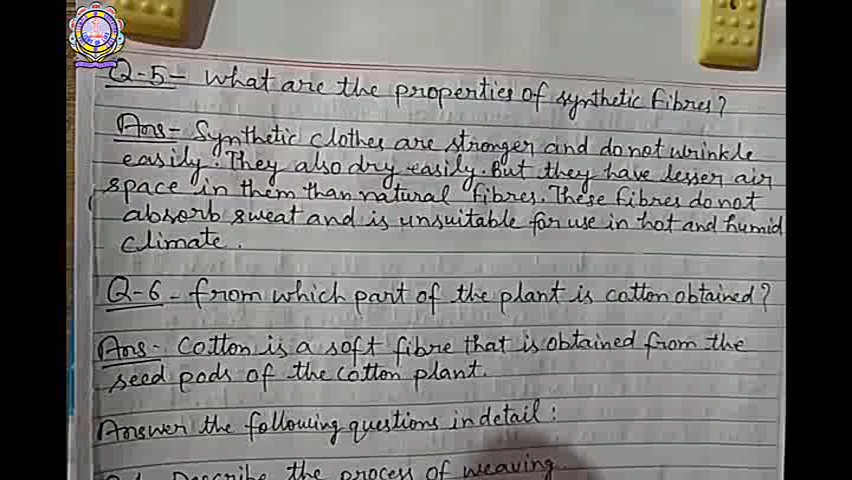 Q-5- What are the properties of synthetic fibres?
Ans- Synthetic clothes are stronger and do not wrinkle
easily. They also dry easily. But they have lesser air
space in them than natural fibres. These fibres do not
absorb sweat and is unsuitable for use in hot and humid
climate.
Q-6- from which part of the plant is cotton obtained?
Ans- Cotton is a soft fibre that is obtained from the
seed pods of the cotton plant.
Answer the following questions in detail:
Describe the process of weaving.